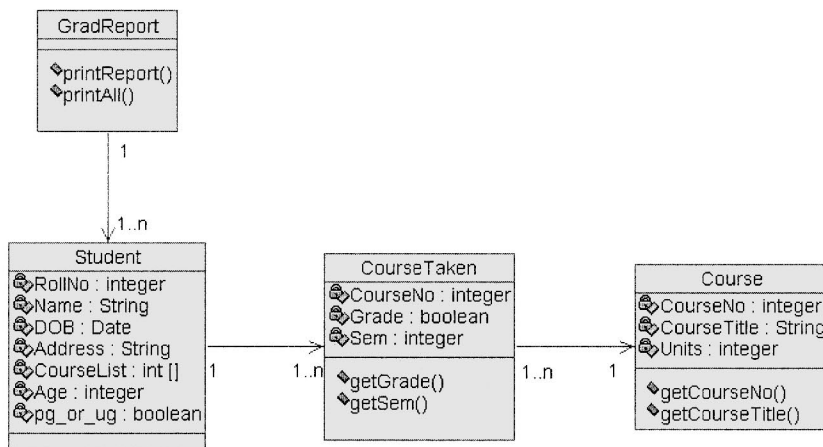 GradReport
printReport()
printAll()
1
1..n
Student
RollNo : integer
Name : String
DOB : Date
Address : String
CourseList : int []
Age : integer
pg_or_ug : boolean
1
1..n
CourseTaken
CourseNo : integer
Grade : boolean
Sem : integer
getGrade()
getSem()
1..n
1
Course
CourseNo : integer
CourseTitle : String
Units : integer
getCourseNo()
getCourseTitle()